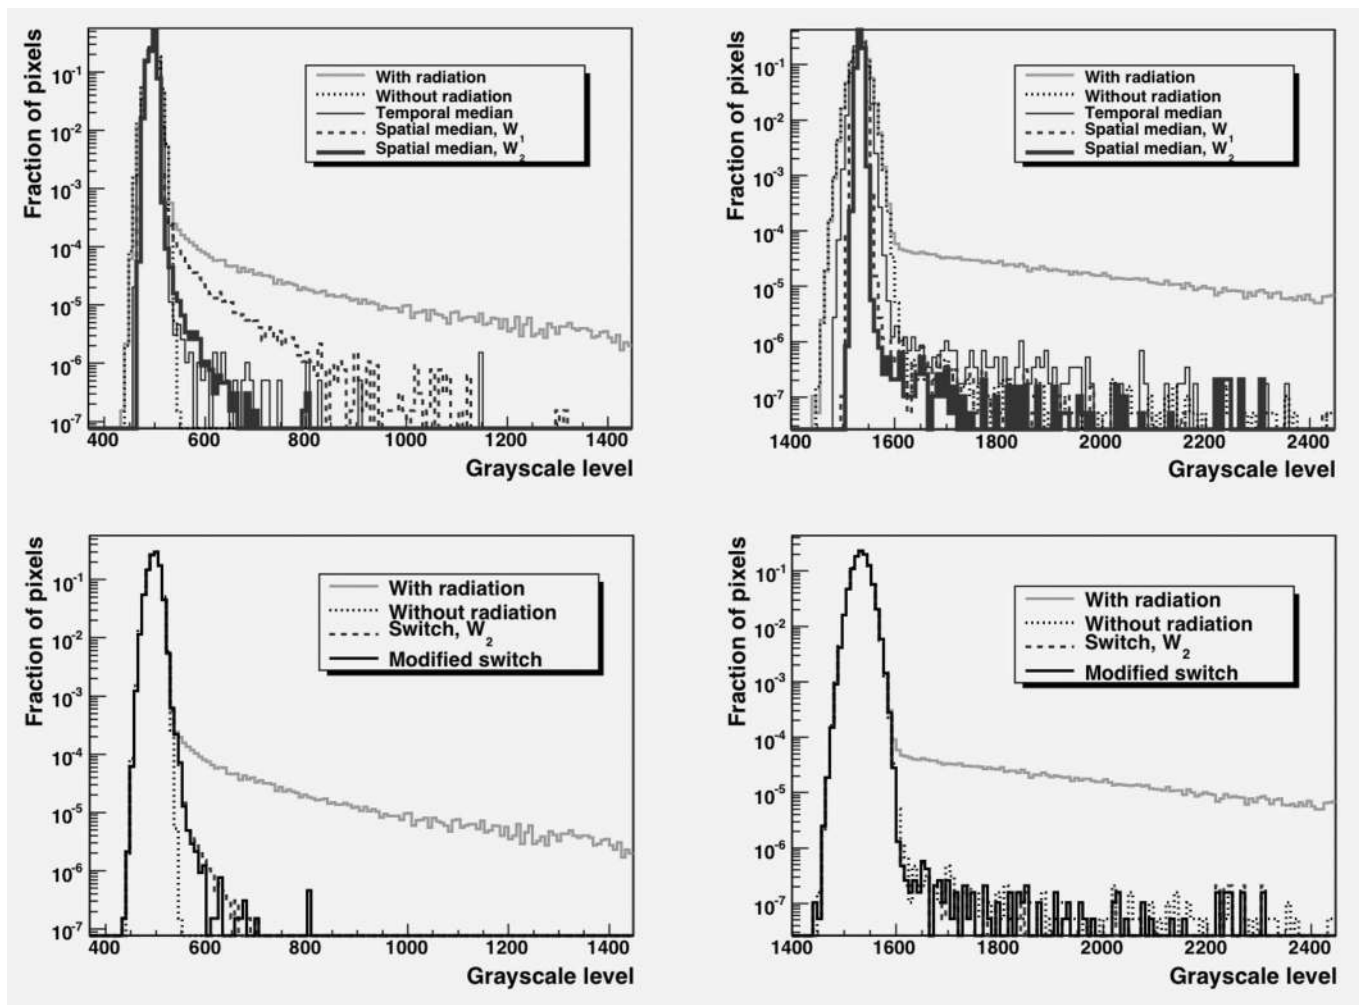 Fraction of pixels
10^-1
10^-2
10^-3
10^-4
10^-5
10^-6
10^-7
With radiation
Without radiation
Temporal median
Spatial median, W_1
Spatial median, W_2
400 600 800 1000 1200 1400
Grayscale level
Fraction of pixels
10^-1
10^-2
10^-3
10^-4
10^-5
10^-6
10^-7
With radiation
Without radiation
Temporal median
Spatial median, W_1
Spatial median, W_2
1400 1600 1800 2000 2200 2400
Grayscale level
Fraction of pixels
10^-1
10^-2
10^-3
10^-4
10^-5
10^-6
10^-7
With radiation
Without radiation
Switch, W_2
Modified switch
400 600 800 1000 1200 1400
Grayscale level
Fraction of pixels
10^-1
10^-2
10^-3
10^-4
10^-5
10^-6
10^-7
With radiation
Without radiation
Switch, W_2
Modified switch
1400 1600 1800 2000 2200 2400
Grayscale level